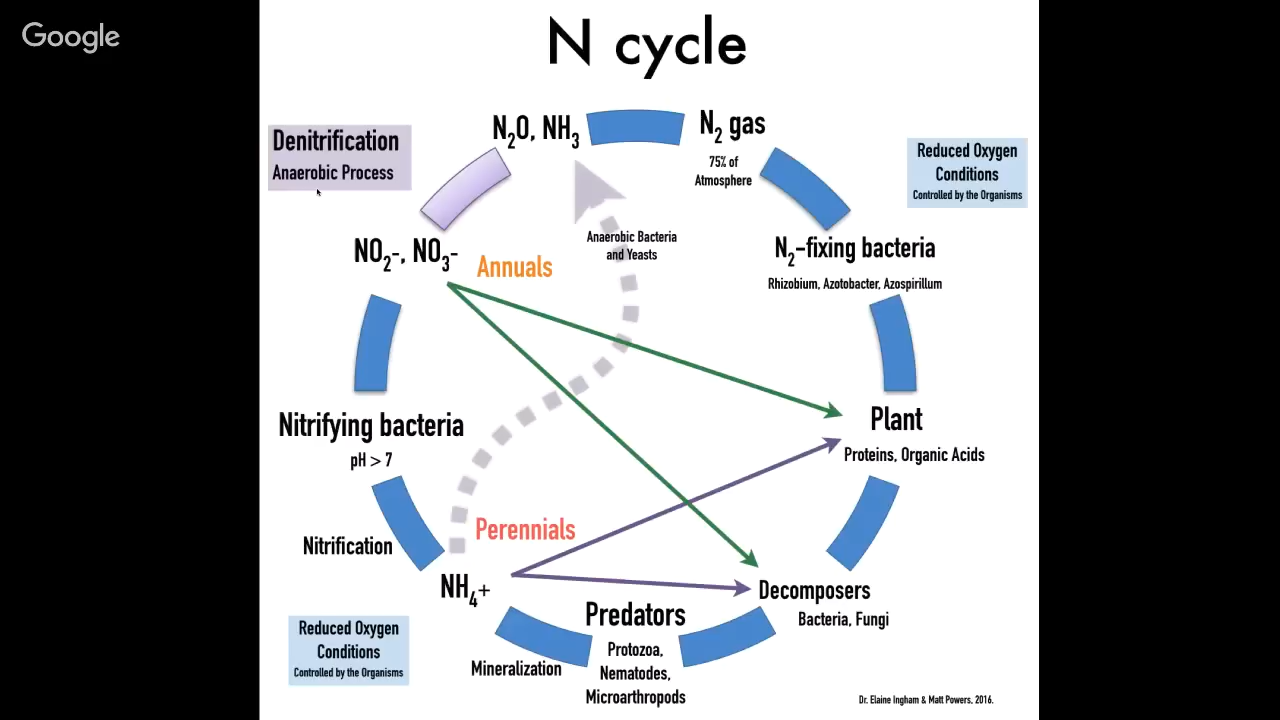 Google
N cycle
Denitrification
Anaerobic Process
N₂O, NH₃
N₂ gas
75% of
Atmosphere
Reduced Oxygen
Conditions
Controlled by the Organisms
NO₂-, NO₃-
Annuals
Anaerobic Bacteria
and Yeasts
N₂-fixing bacteria
Rhizobium, Azotobacter, Azospirillum
Nitrifying bacteria
pH > 7
Plant
Proteins, Organic Acids
Nitrification
Perennials
NH₄+
Decomposers
Bacteria, Fungi
Predators
Protozoa,
Nematodes,
Microarthropods
Mineralization
Reduced Oxygen
Conditions
Controlled by the Organisms
Dr. Elaine Ingham & Matt Powers, 2016.